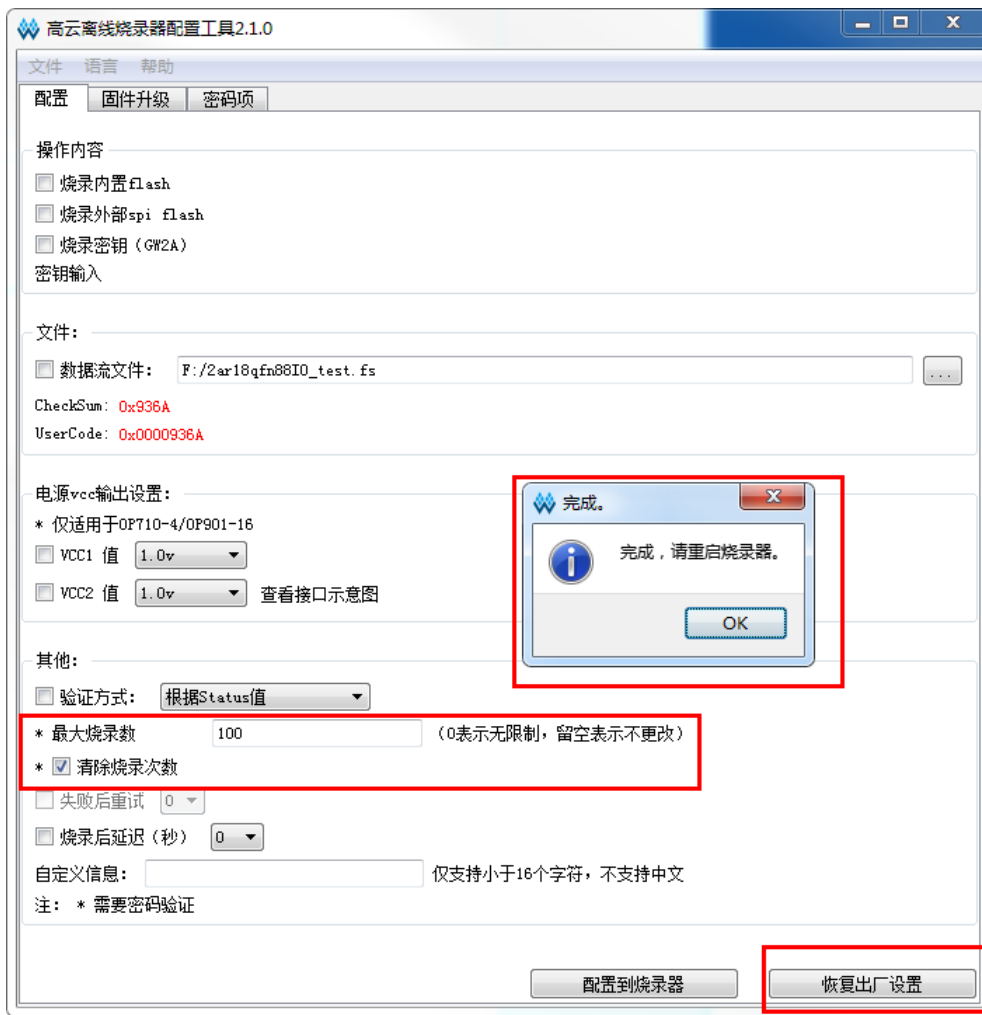 高云离线烧录器配置工具2.1.0
文件 语言 帮助
配置 固件升级 密码项
操作内容
烧录内置flash
烧录外部spi flash
烧录密钥（GW2A）
密钥输入
文件：
数据流文件： F:/2ar18qfn88IO_test.fs ...
CheckSum: 0x936A
UserCode: 0x0000936A
电源vcc输出设置：
* 仅适用于OP710-4/OP901-16
VCC1 值 1.0v
VCC2 值 1.0v 查看接口示意图
完成。
完成，请重启烧录器。
OK
其他：
验证方式： 根据Status值
* 最大烧录数 100 （0表示无限制，留空表示不更改）
* 清除烧录次数
失败后重试 0
烧录后延迟（秒） 0
自定义信息： 仅支持小于16个字符，不支持中文
注： * 需要密码验证
配置到烧录器 恢复出厂设置